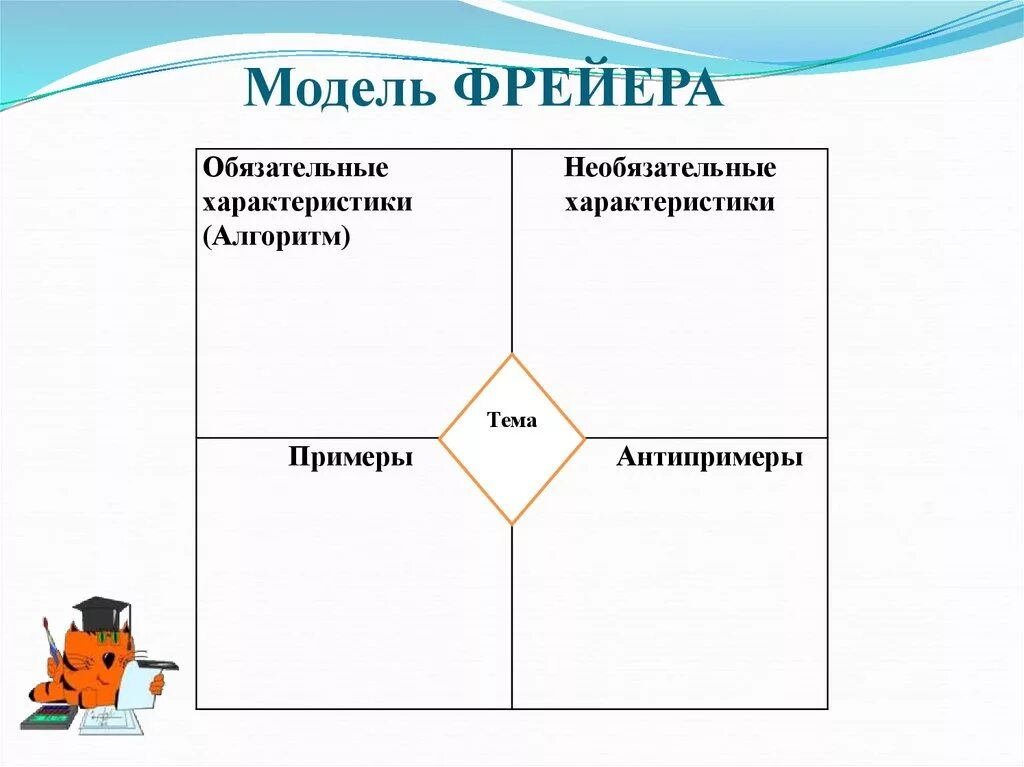 Модель ФРЕЙЕРА
Обязательные
характеристики
(Алгоритм)
Необязательные
характеристики
Тема
Примеры
Антипримеры